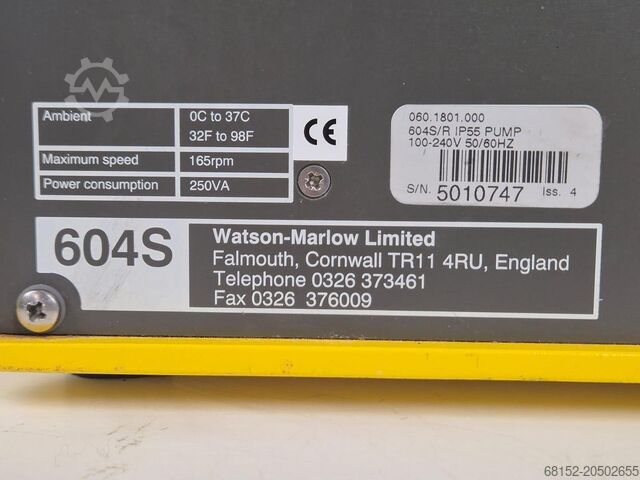 Ambient 0C to 37C
32F to 98F
Maximum speed 165rpm
Power consumption 250VA
CE
060.1801.000
604S/R IP55 PUMP
100-240V 50/60HZ
S/N. 5010747 Iss. 4
604S
Watson-Marlow Limited
Falmouth, Cornwall TR11 4RU, England
Telephone 0326 373461
Fax 0326 376009
68152-20502655